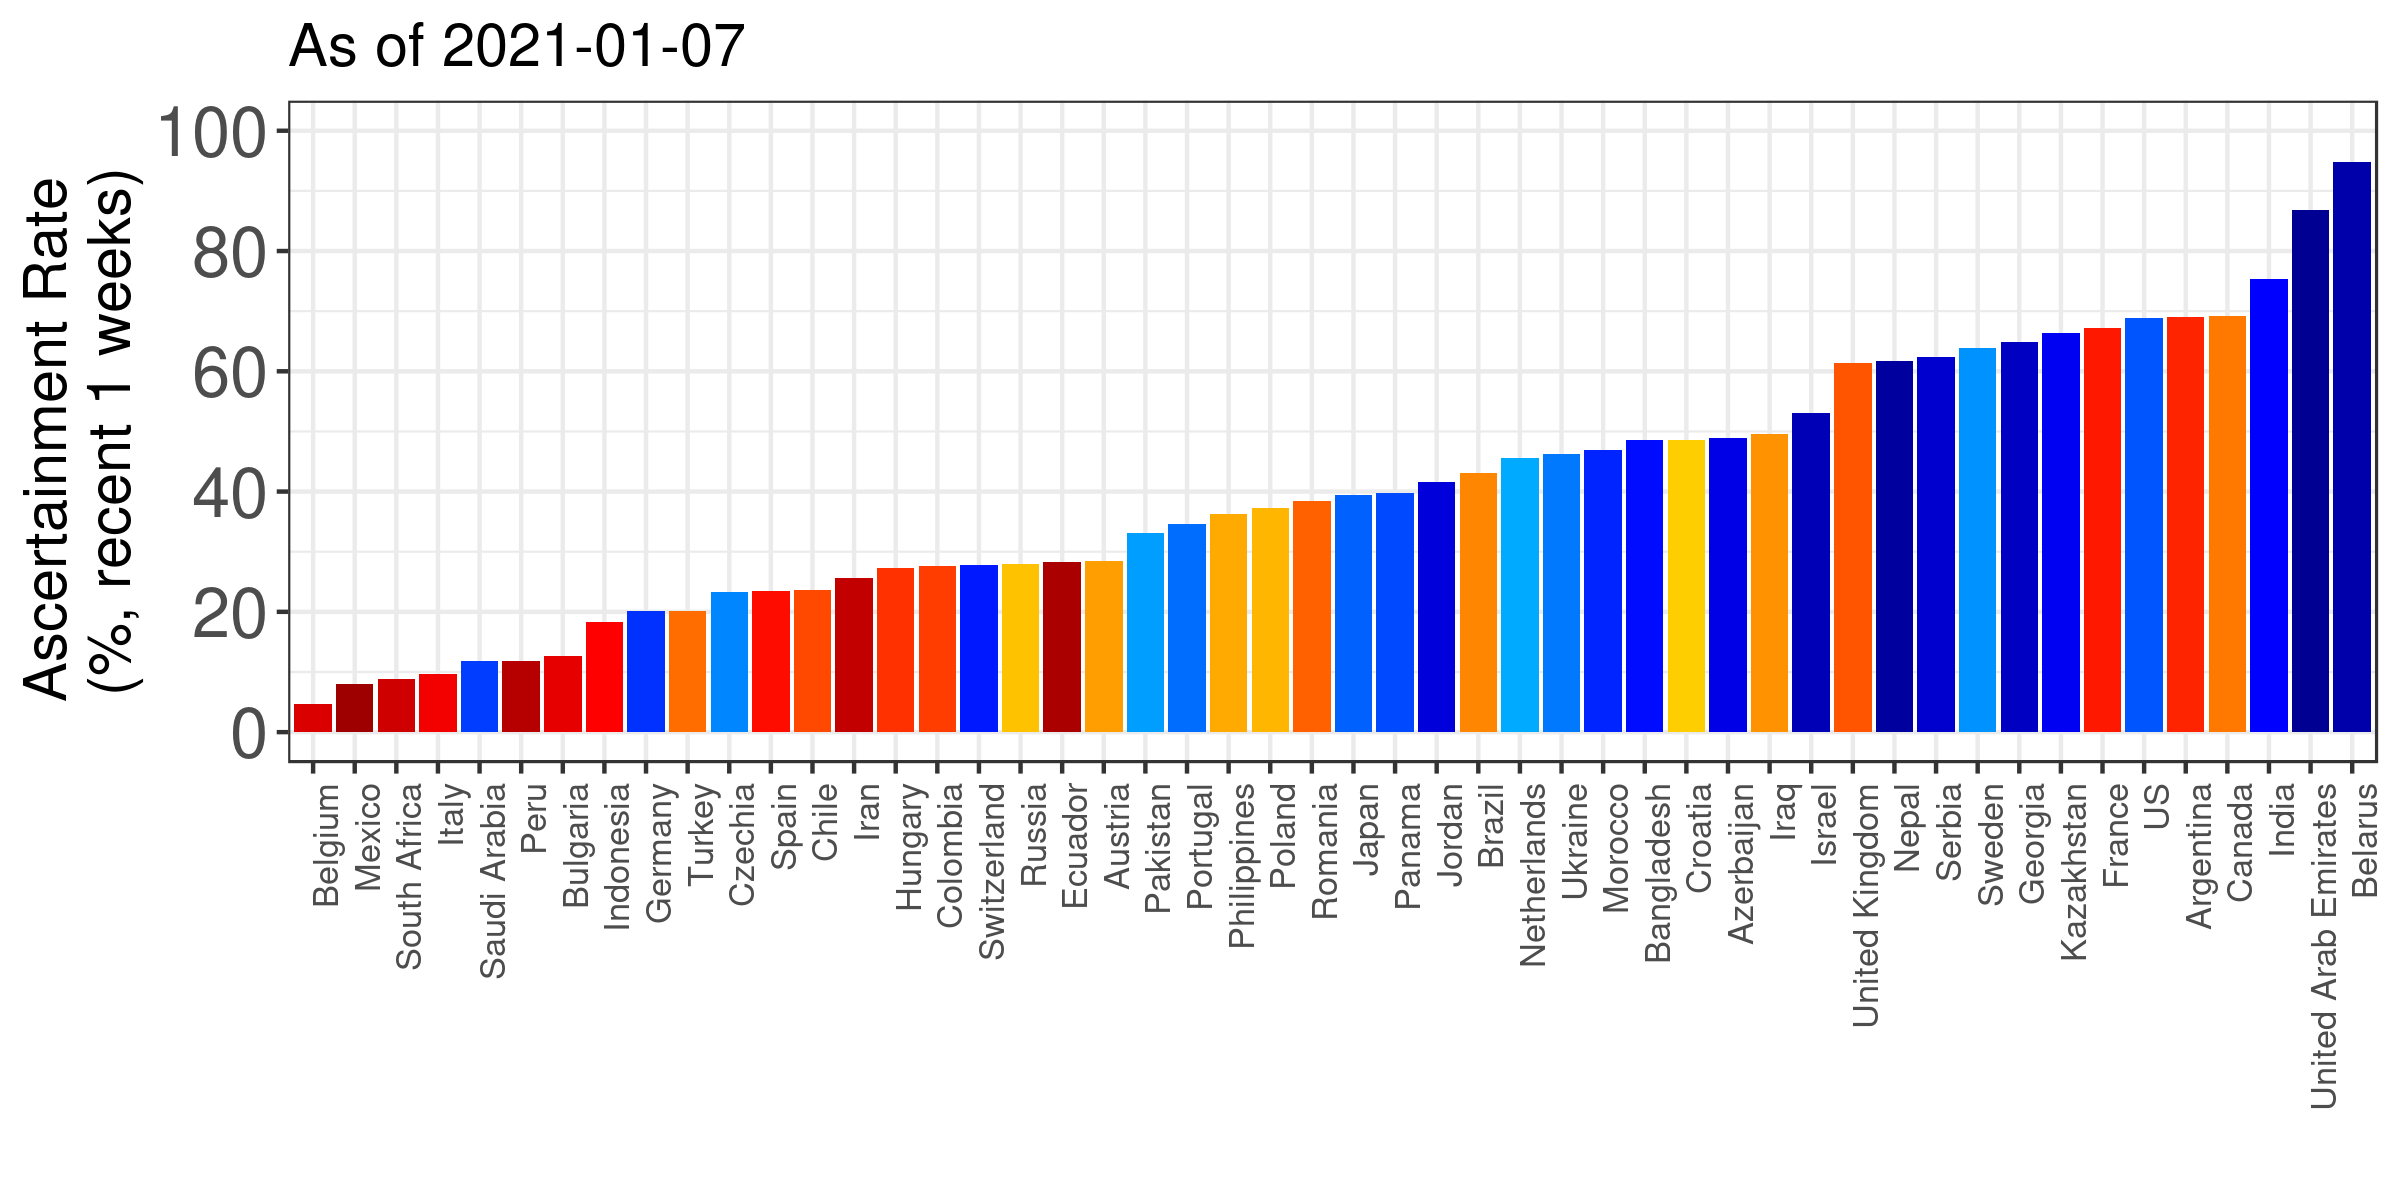 As of 2021-01-07
Ascertainment Rate
(%, recent 1 weeks)
100
80
60
40
20
0
Belgium
Mexico
South Africa
Italy
Saudi Arabia
Peru
Bulgaria
Indonesia
Germany
Turkey
Czechia
Spain
Chile
Iran
Hungary
Colombia
Switzerland
Russia
Ecuador
Austria
Pakistan
Portugal
Philippines
Poland
Romania
Japan
Panama
Jordan
Brazil
Netherlands
Ukraine
Morocco
Bangladesh
Croatia
Azerbaijan
Iraq
Israel
United Kingdom
Nepal
Serbia
Sweden
Georgia
Kazakhstan
France
US
Argentina
Canada
India
United Arab Emirates
Belarus